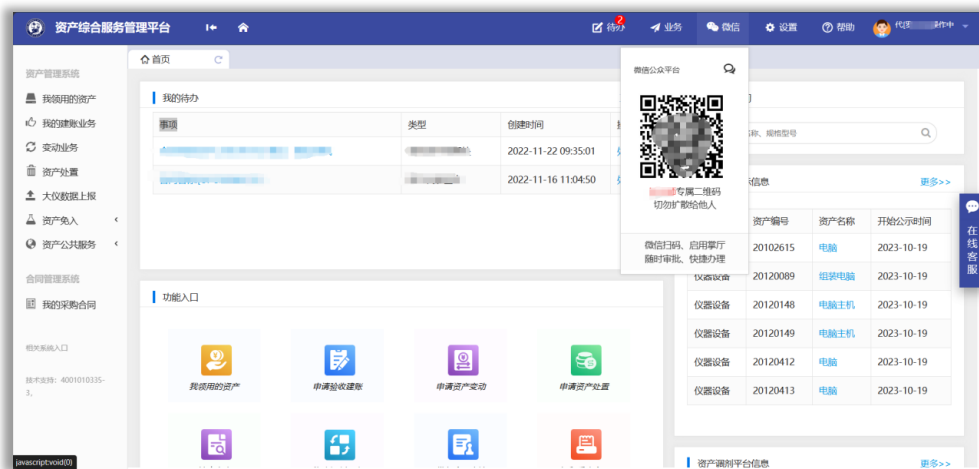 资产综合服务管理平台
待办
2
业务
微信
设置
帮助
操作中
首页
资产管理系统
我领用的资产
我的建账业务
变动业务
资产处置
大仪数据上报
资产免入
资产公共服务
合同管理系统
我的采购合同
相关系统入口
技术支持：4001010335-
3、
我的待办
事项
类型
创建时间
2022-11-22 09:35:01
2022-11-16 11:04:50
微信公众平台
专属二维码
切勿扩散给他人
微信扫码、启用掌厅
随时审批、快捷办理
功能入口
我领用的资产
申请验收建账
申请资产变动
申请资产处置
名称、规格型号
示信息
更多>>
资产编号
资产名称
开始公示时间
20102615
电脑
2023-10-19
仪器设备
20120089
组装电脑
2023-10-19
仪器设备
20120148
电脑主机
2023-10-19
仪器设备
20120149
电脑主机
2023-10-19
仪器设备
20120412
电脑
2023-10-19
仪器设备
20120413
电脑
2023-10-19
资产调剂平台信息
更多>>
在线客服
javascript:void(0)